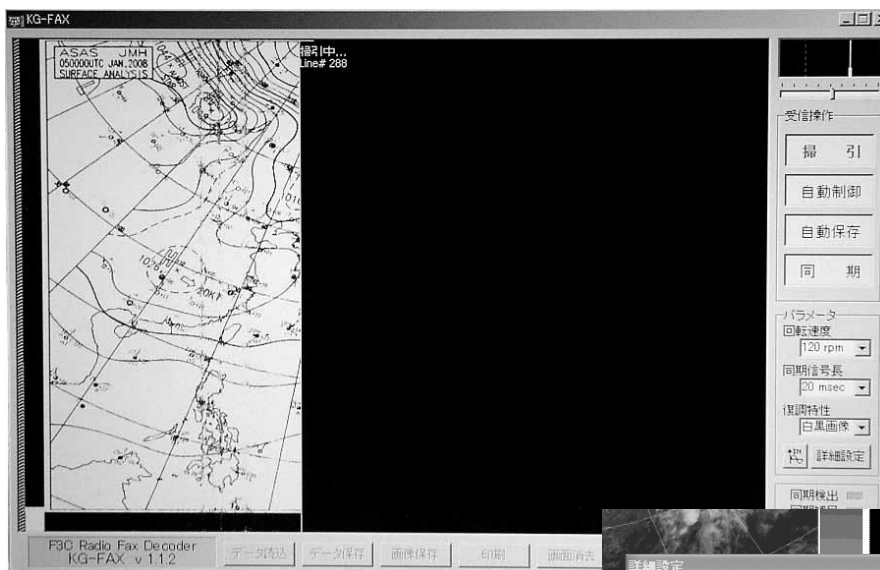 KG-FAX
ASAS JMH
050000UTC JAN.2008
SURFACE ANALYSIS
掃引中...
Line# 288
1044
1026
20KT
101
受信操作
掃 引
自動制御
自動保存
同 期
パラメータ
回転速度
120 rpm
同期信号長
20 msec
復調特性
白黒画像
詳細設定
同期検出
F3C Radio Fax Decoder
KG-FAX v 1.1.2
データ読込
データ保存
画像保存
印刷
画面消去
詳細設定